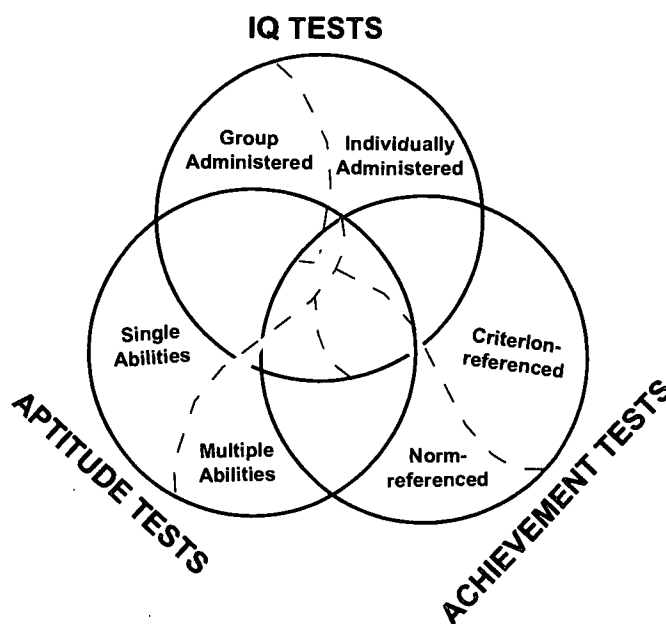 IQ TESTS
Group
Administered
Individually
Administered
Single
Abilities
Criterion-
referenced
Multiple
Abilities
Norm-
referenced
APTITUDE TESTS
ACHIEVEMENT TESTS